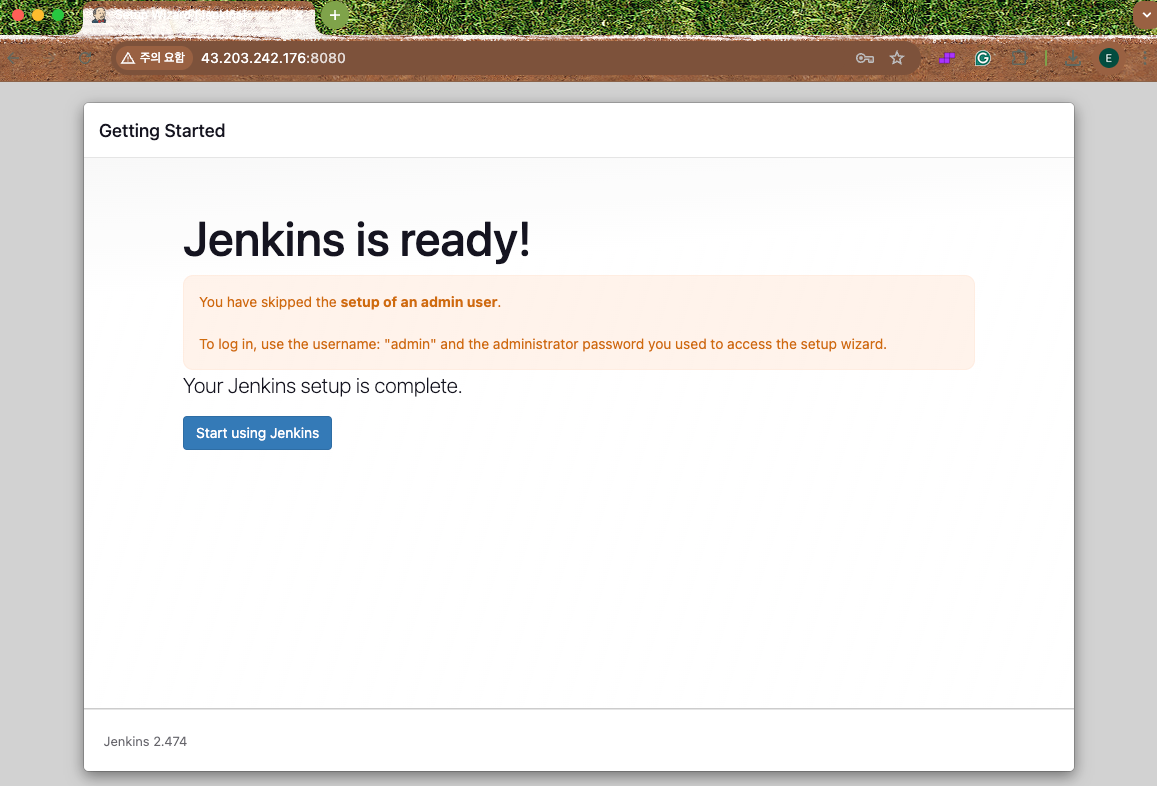 주의 요함
43.203.242.176:8080
E
Getting Started
Jenkins is ready!
You have skipped the setup of an admin user.
To log in, use the username: "admin" and the administrator password you used to access the setup wizard.
Your Jenkins setup is complete.
Start using Jenkins
Jenkins 2.474